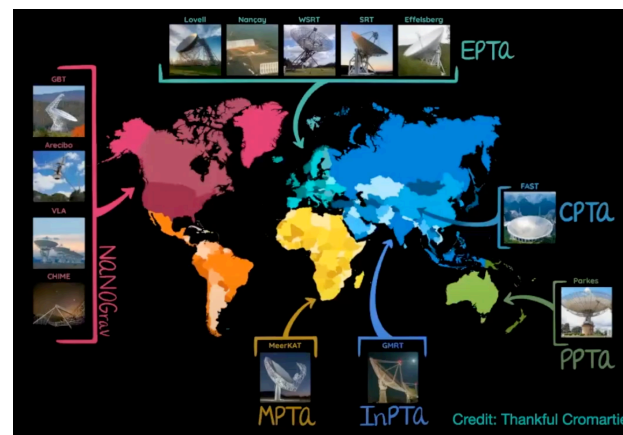 Lovell
Nançay
WSRT
SRT
Effelsberg
EPTA
GBT
Arecibo
VLA
CHIME
NANOGrav
FAST
CPTA
Parkes
PPTA
MeerKAT
MPTA
GMRT
InPTA
Credit: Thankful Cromartie